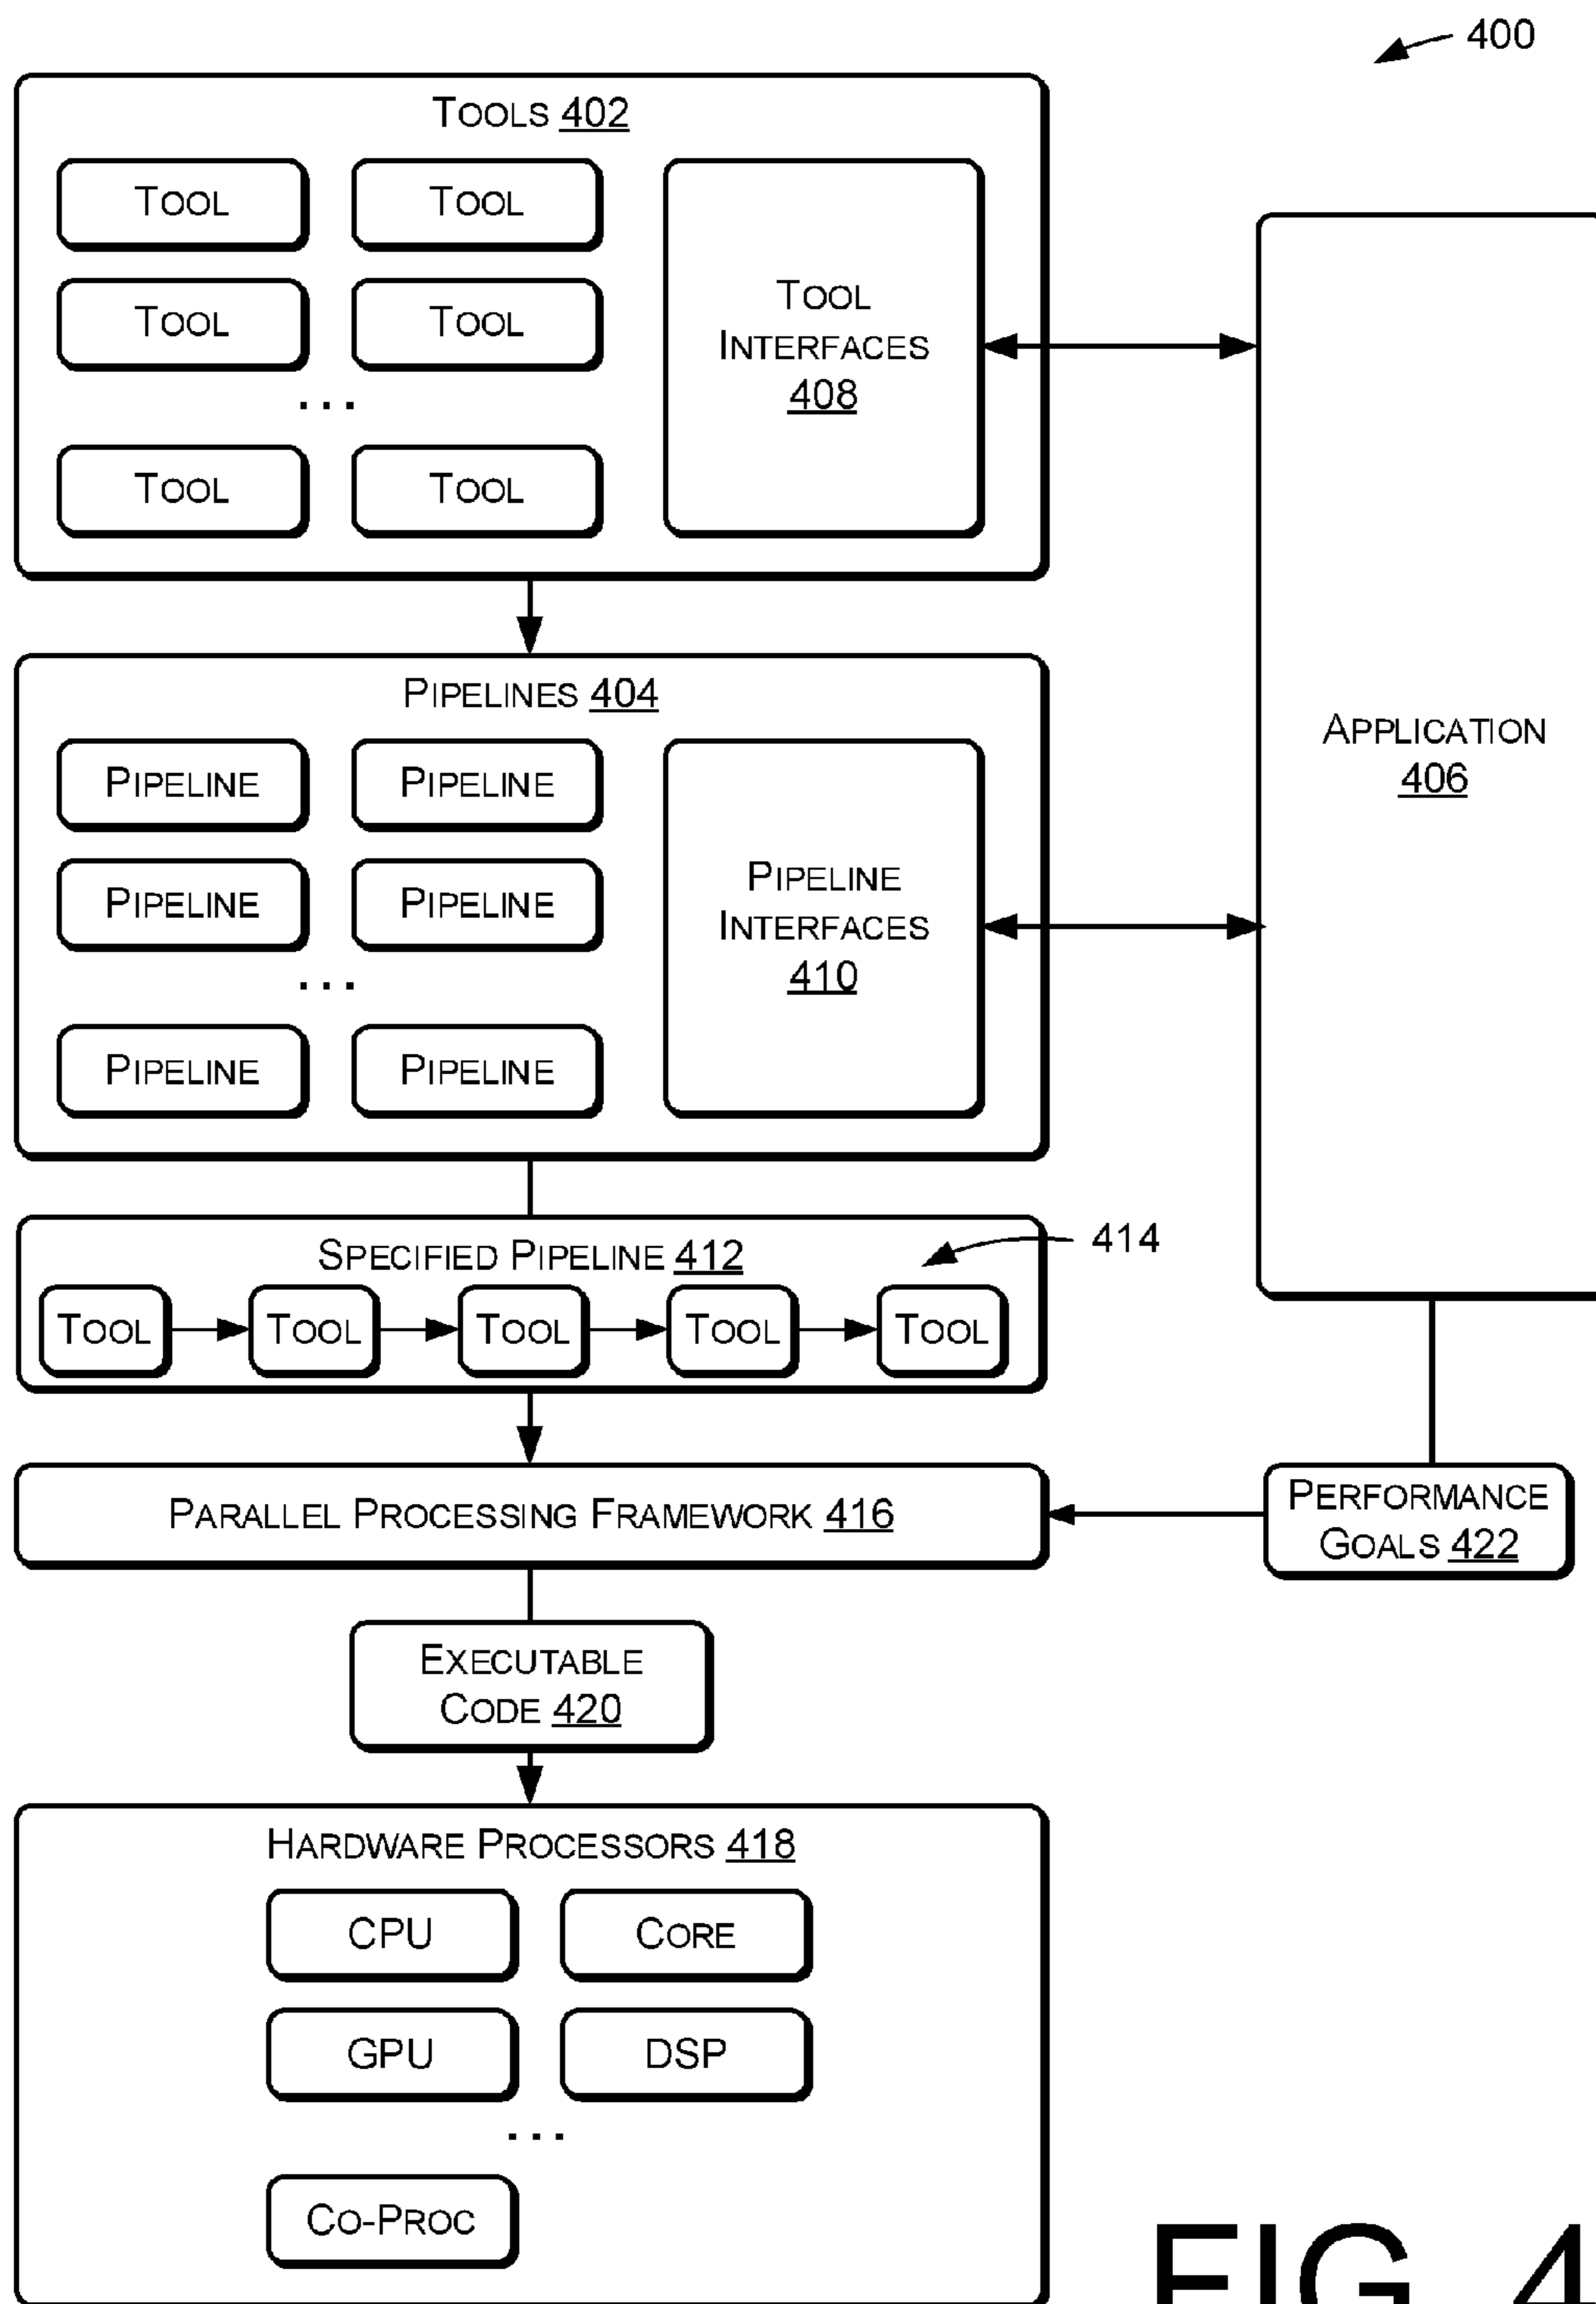 400
TOOLS 402
TOOL TOOL
TOOL TOOL
...
TOOL TOOL
TOOL
INTERFACES
408
APPLICATION
406
PIPELINES 404
PIPELINE PIPELINE
PIPELINE PIPELINE
...
PIPELINE PIPELINE
PIPELINE
INTERFACES
410
SPECIFIED PIPELINE 412
414
TOOL TOOL TOOL TOOL TOOL
PARALLEL PROCESSING FRAMEWORK 416
PERFORMANCE
GOALS 422
EXECUTABLE
CODE 420
HARDWARE PROCESSORS 418
CPU CORE
GPU DSP
...
CO-PROC
FIG. 4